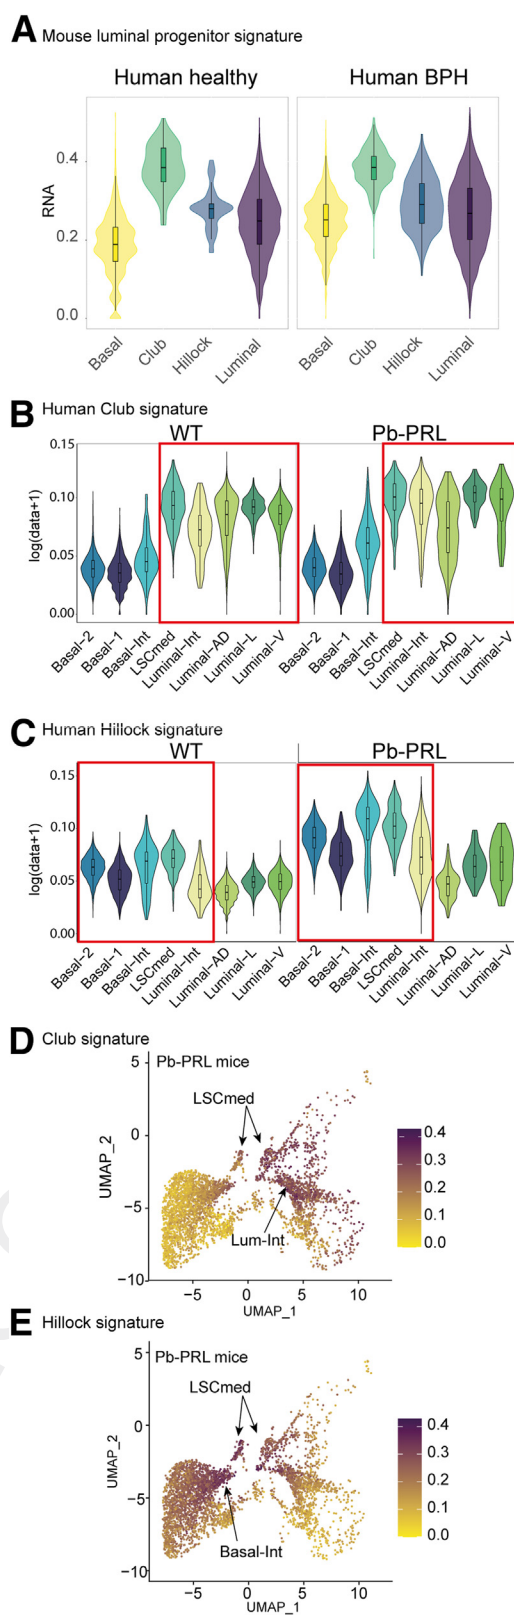 A Mouse luminal progenitor signature
Human healthy Human BPH
RNA
0.4
0.2
0.0
Basal Club Hillock Luminal Basal Club Hillock Luminal
B Human Club signature
WT Pb-PRL
log(data+1)
0.15
0.10
0.05
0.00
Basal-2 Basal-1 Basal-Int LSCmed Luminal-Int Luminal-AD Luminal-L Luminal-V Basal-2 Basal-1 Basal-Int LSCmed Luminal-Int Luminal-AD Luminal-L Luminal-V
C Human Hillock signature
WT Pb-PRL
log(data+1)
0.15
0.10
0.05
0.00
Basal-2 Basal-1 Basal-Int LSCmed Luminal-Int Luminal-AD Luminal-L Luminal-V Basal-2 Basal-1 Basal-Int LSCmed Luminal-Int Luminal-AD Luminal-L Luminal-V
D Club signature
Pb-PRL mice
LSCmed
Lum-Int
UMAP_2
5
0
−5
−10
−5 0 5 10
UMAP_1
0.4
0.3
0.2
0.1
0.0
E Hillock signature
Pb-PRL mice
LSCmed
Basal-Int
UMAP_2
5
0
−5
−10
−5 0 5 10
UMAP_1
0.4
0.3
0.2
0.1
0.0